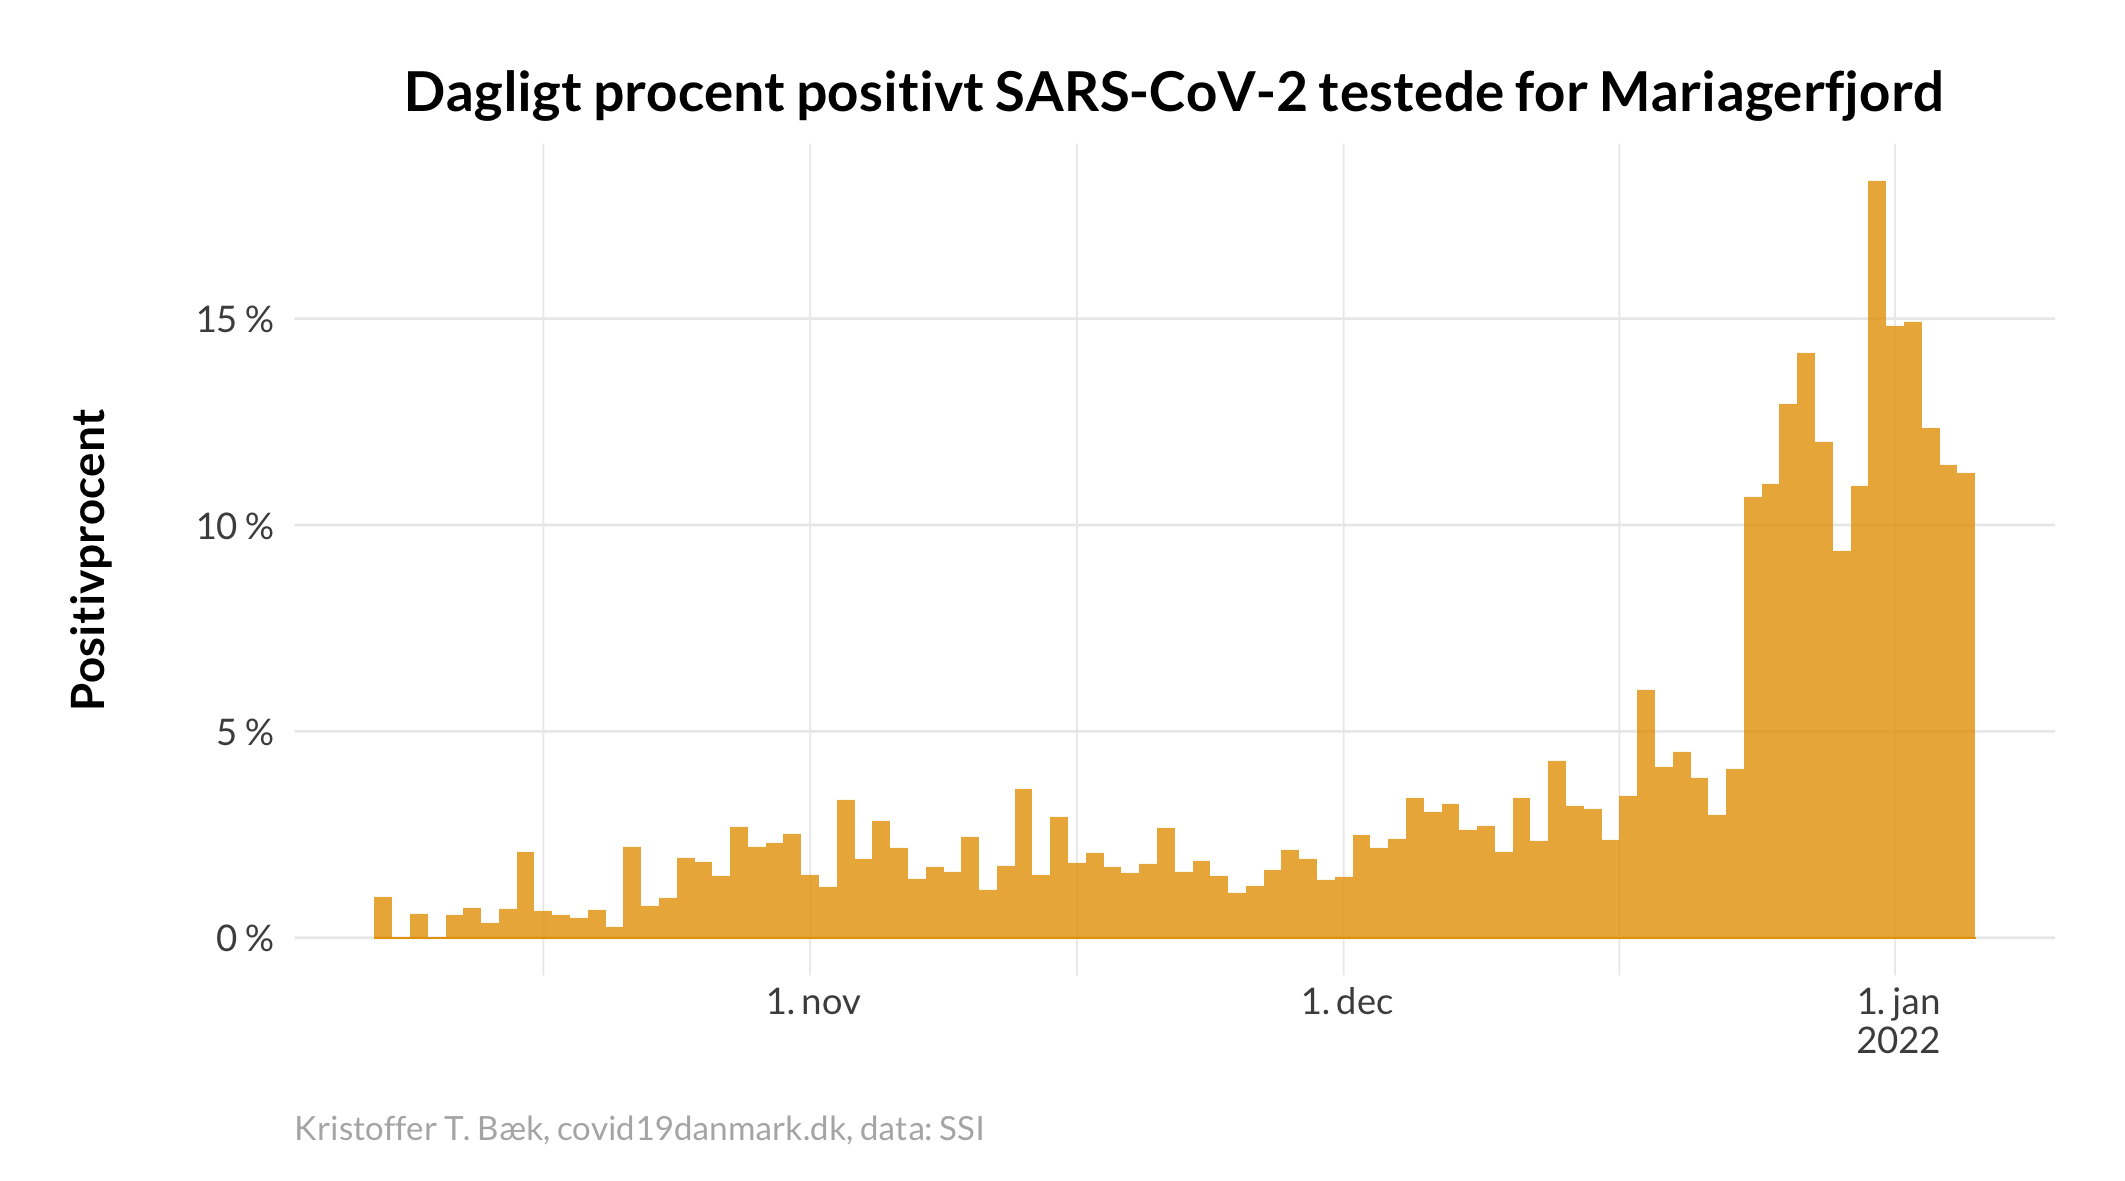 Dagligt procent positivt SARS-CoV-2 testede for Mariagerfjord
Positivprocent
15 %
10 %
5 %
0 %
1. nov
1. dec
1. jan
2022
Kristoffer T. Bæk, covid19danmark.dk, data: SSI